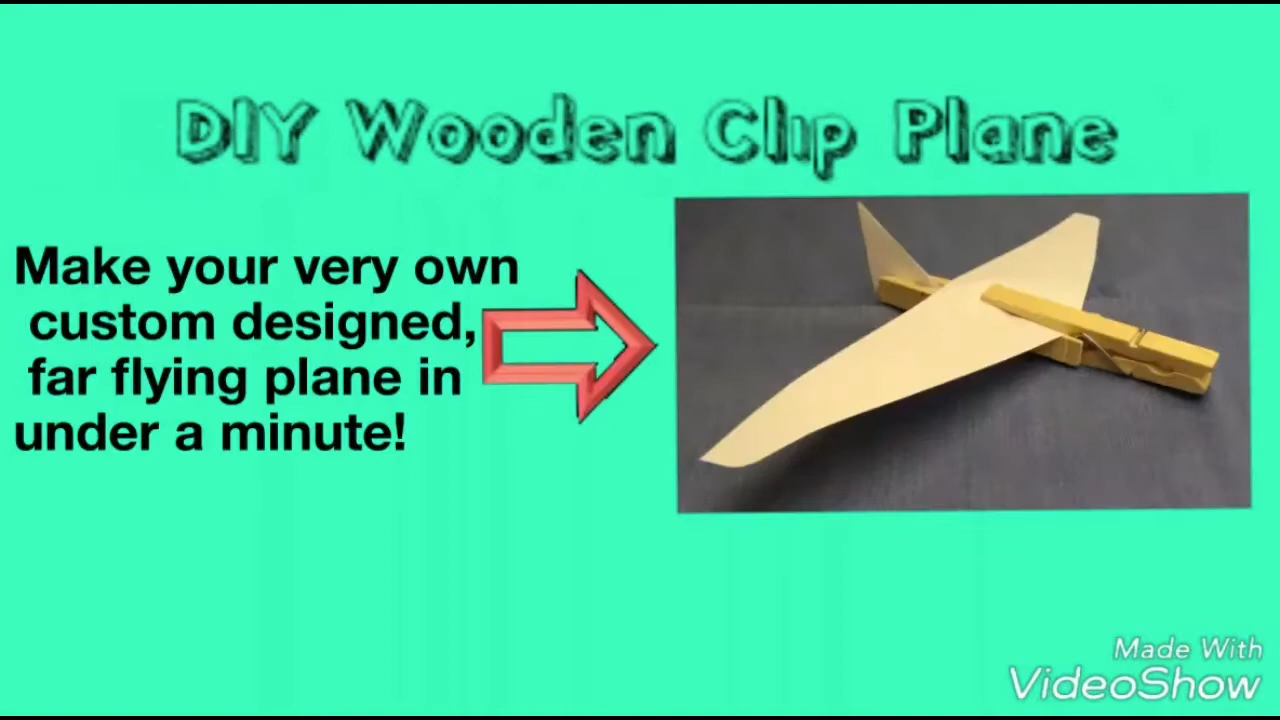 DIY Wooden Clip Plane
Make your very own
custom designed,
far flying plane in
under a minute!
Made With
VideoShow